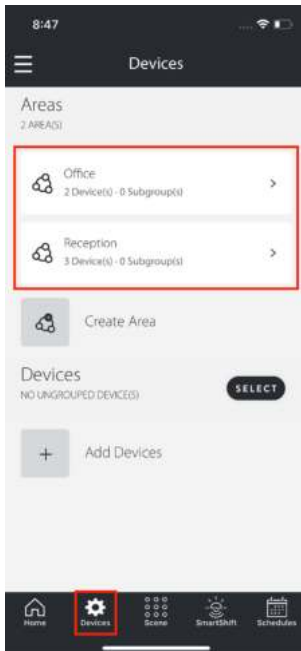 8:47
Devices
Areas
2 AREA(S)
Office
2 Device(s) - 0 Subgroup(s)
Reception
3 Device(s) - 0 Subgroup(s)
Create Area
Devices
NO UNGROUPED DEVICE(S)
SELECT
+ Add Devices
Home Devices Scene SmartShift Schedules